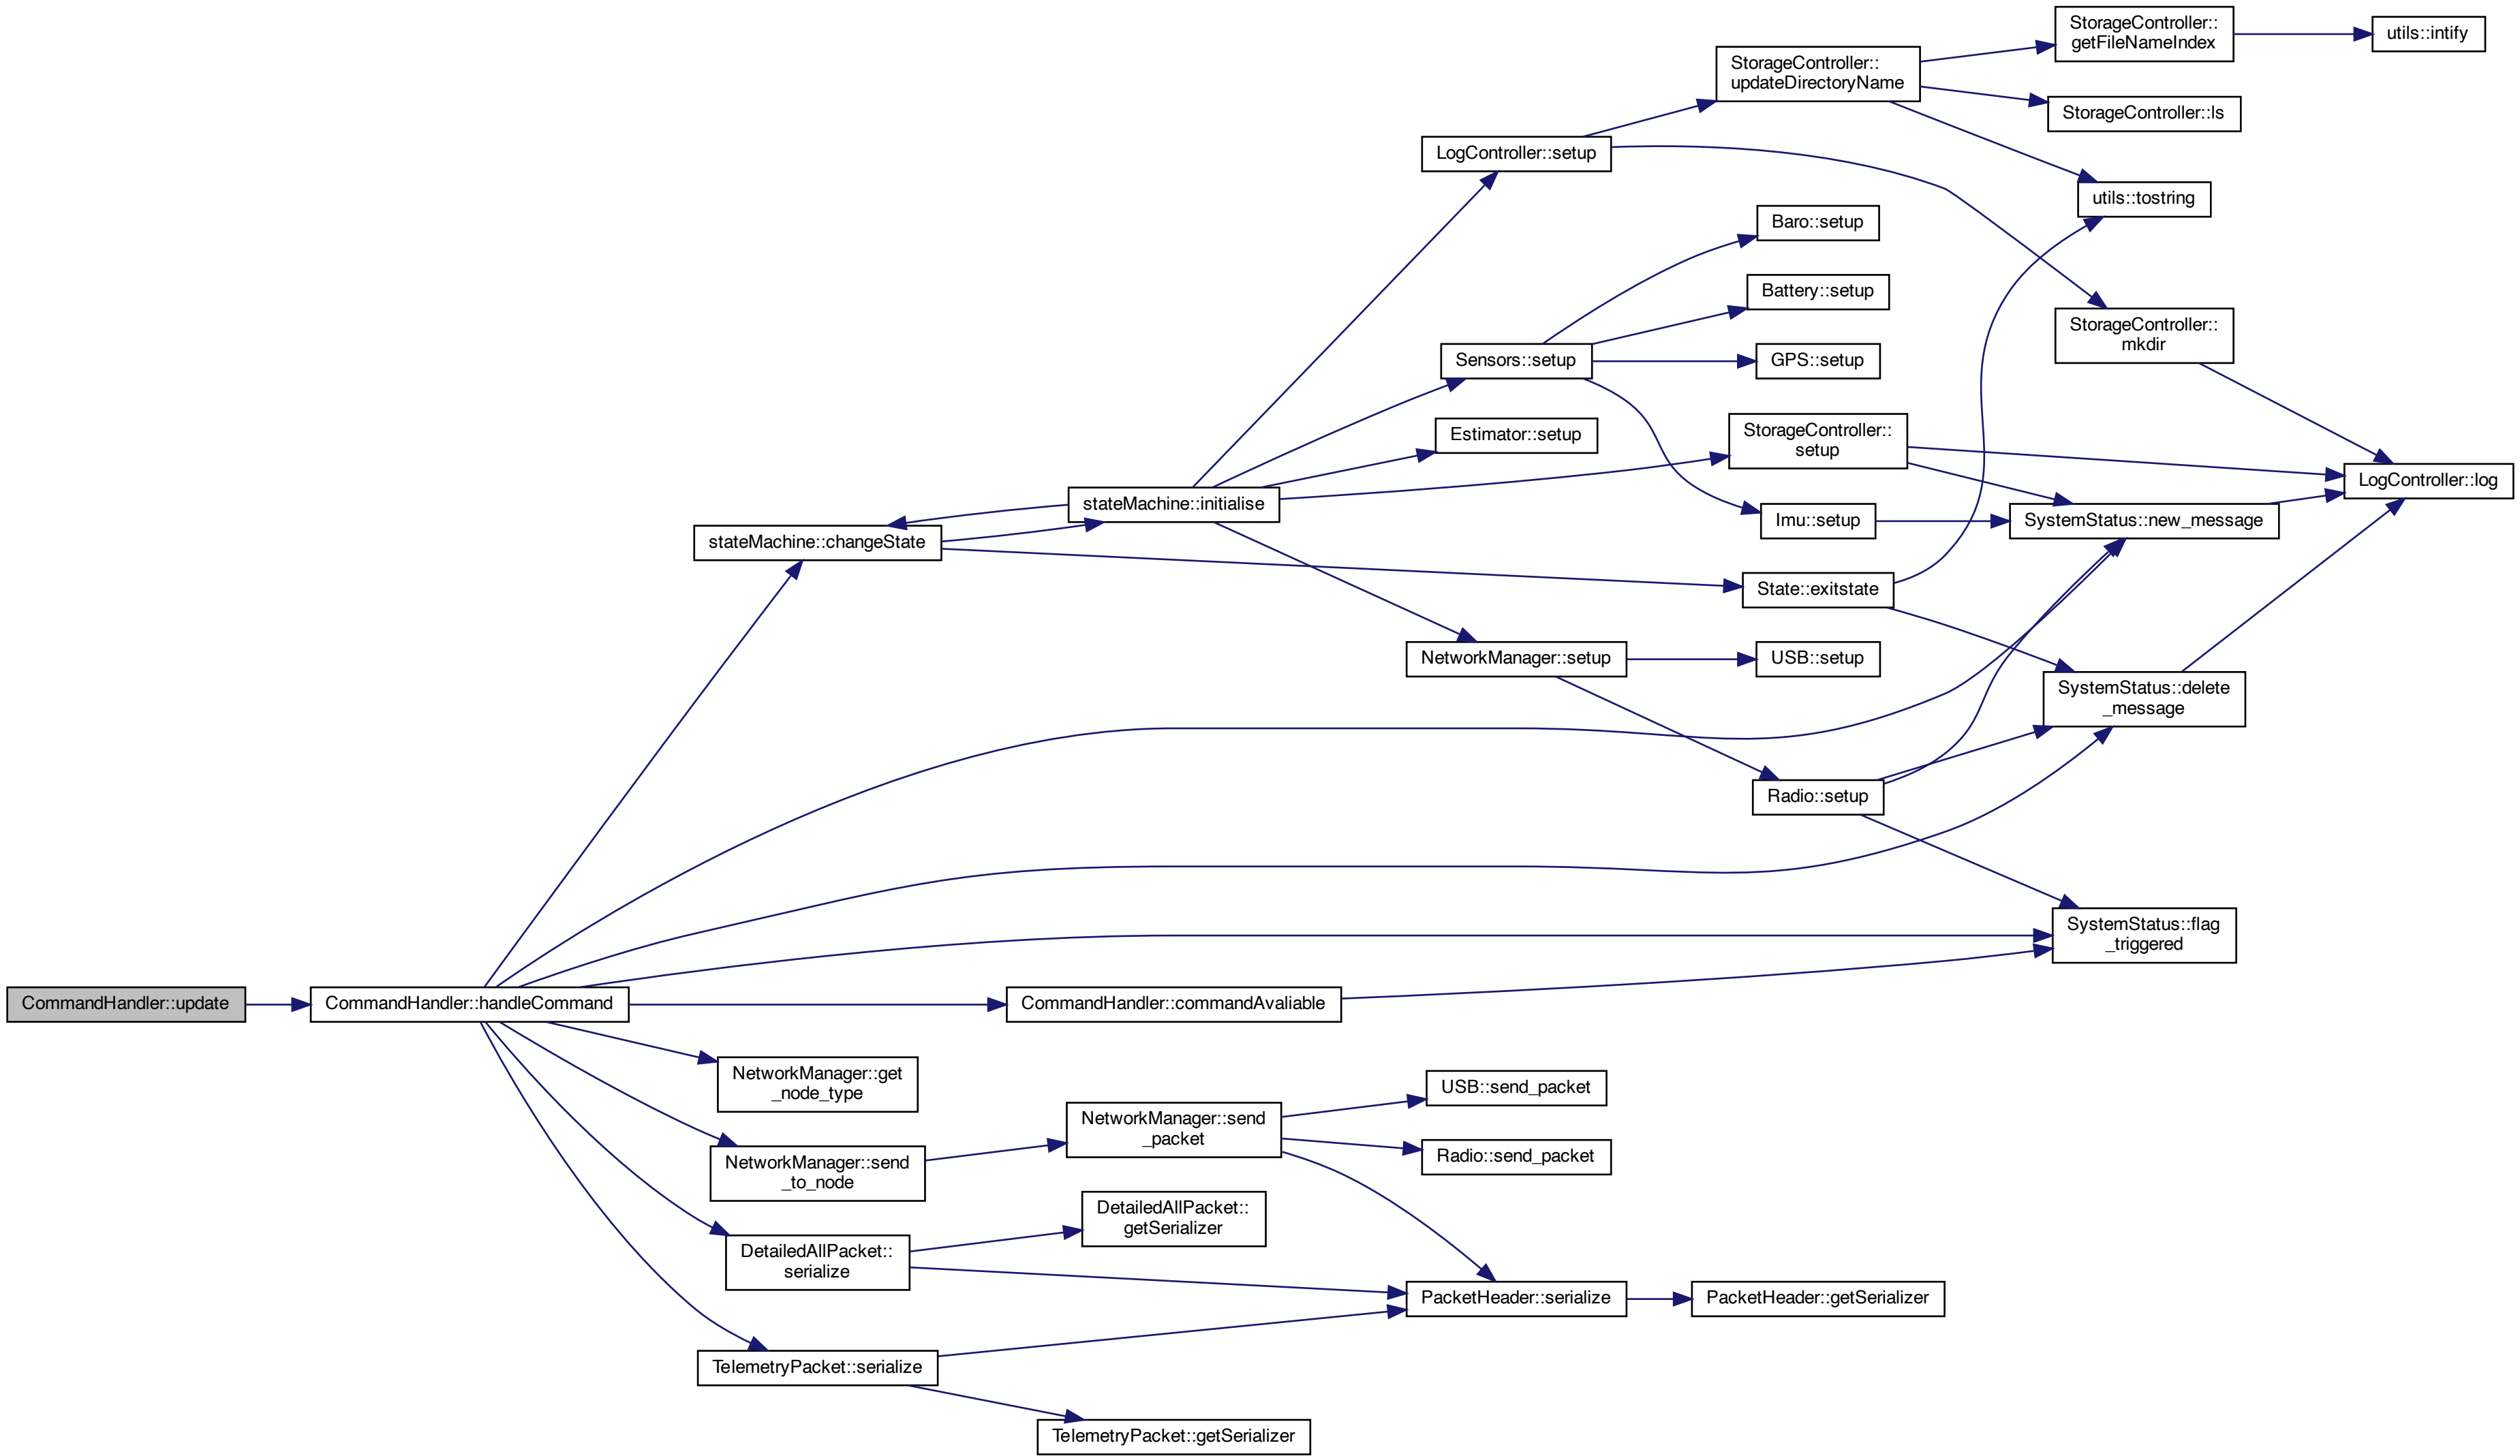 StorageController::
getFileNameIndex
utils::intify
StorageController::
updateDirectoryName
StorageController::ls
LogController::setup
utils::tostring
Baro::setup
Battery::setup
StorageController::
mkdir
Sensors::setup
GPS::setup
Estimator::setup
StorageController::
setup
LogController::log
stateMachine::initialise
Imu::setup
SystemStatus::new_message
stateMachine::changeState
State::exitstate
NetworkManager::setup
USB::setup
SystemStatus::delete
_message
Radio::setup
SystemStatus::flag
_triggered
CommandHandler::update
CommandHandler::handleCommand
CommandHandler::commandAvaliable
NetworkManager::get
_node_type
USB::send_packet
NetworkManager::send
_packet
Radio::send_packet
NetworkManager::send
_to_node
DetailedAllPacket::
getSerializer
DetailedAllPacket::
serialize
PacketHeader::serialize
PacketHeader::getSerializer
TelemetryPacket::serialize
TelemetryPacket::getSerializer